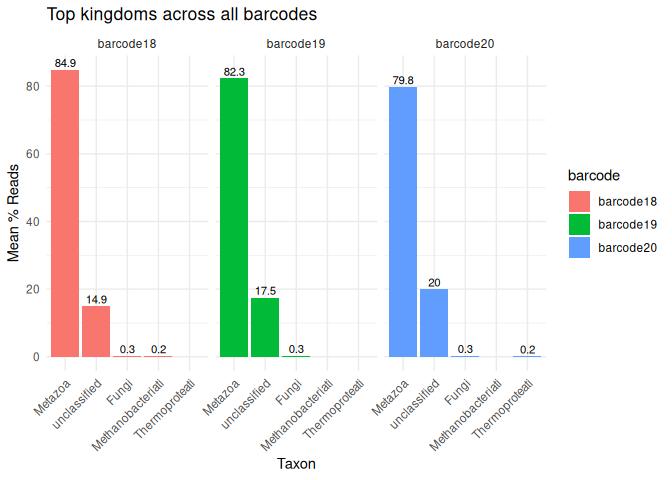 Top kingdoms across all barcodes
barcode18 barcode19 barcode20
84.9 14.9 0.3 0.2
82.3 17.5 0.3
79.8 20 0.3 0.2
80
60
40
20
0
Mean % Reads
Metazoa unclassified Fungi Methanobacteriati Thermoproteati
Metazoa unclassified Fungi Methanobacteriati Thermoproteati
Metazoa unclassified Fungi Methanobacteriati Thermoproteati
Taxon
barcode
barcode18
barcode19
barcode20